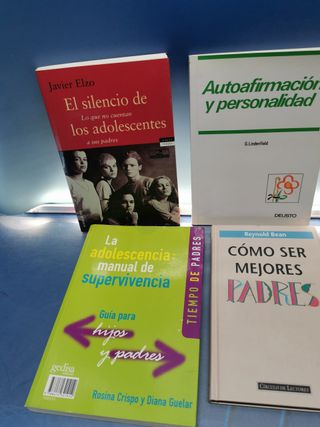 Javier Elzo
El silencio de
Lo que no cuentan
los adolescentes
a sus padres
Autoafirmación
y personalidad
G. Lindenfield
DEUSTO
La
adolescencia:
manual de
supervivencia
Guía para
hijos
y padres
TIEMPO DE PADRES
gedisa
Rosina Crispo y Diana Guelar
Reynold Bean
CÓMO SER
MEJORES
PADRES
CÍRCULO DE LECTORES